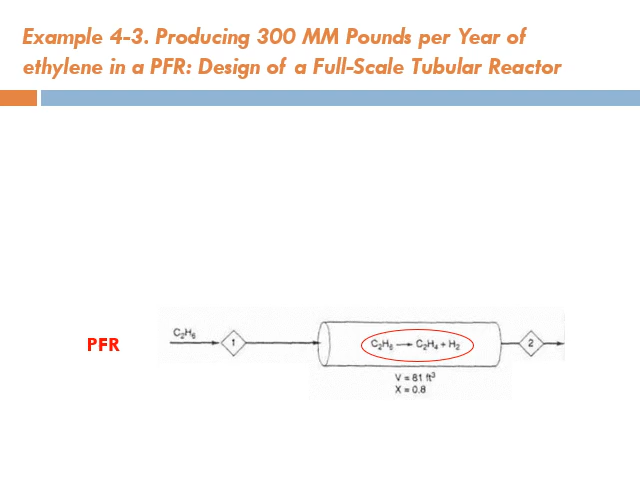 Example 4-3. Producing 300 MM Pounds per Year of
ethylene in a PFR: Design of a Full-Scale Tubular Reactor
PFR
C₂H₆
1
C₂H₆ → C₂H₄ + H₂
2
V = 81 ft³
X = 0.8